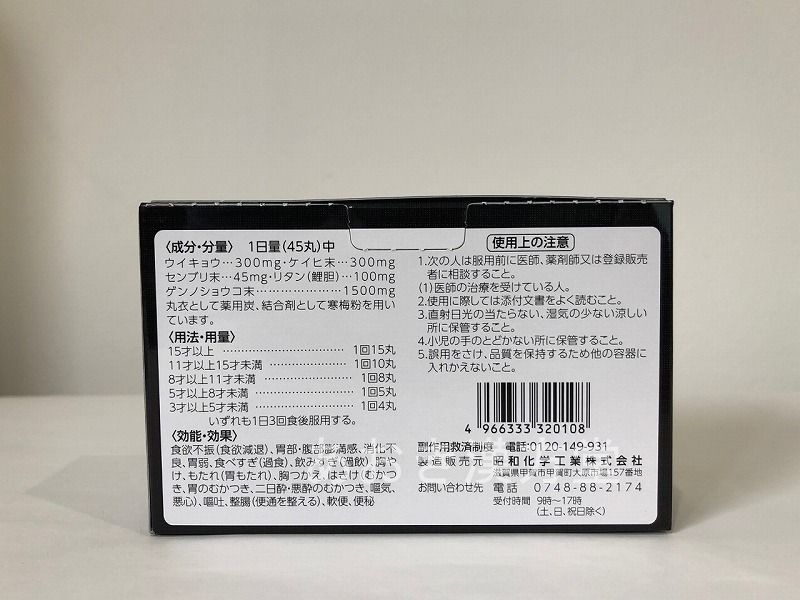 〈成分・分量〉 1日量(45丸)中
ウイキョウ…300mg・ケイヒ末…300mg
センブリ末…45mg・リタン(鯉胆)…100mg
ゲンノショウコ末………………1500mg
丸衣として薬用炭、結合剤として寒梅粉を用い
ています。
〈用法・用量〉
15才以上 ………………………… 1回15丸
11才以上15才未満 ……………… 1回10丸
8才以上11才未満 ………………… 1回8丸
5才以上8才未満 …………………… 1回5丸
3才以上5才未満 …………………… 1回4丸
いずれも1日3回食後服用する。
〈効能・効果〉
食欲不振(食欲減退)、胃部・腹部膨満感、消化不
良、胃弱、食べすぎ(過食)、飲みすぎ(過飲)、胸や
け、もたれ(胃もたれ)、胸つかえ、はきけ(むかつ
き、胃のむかつき、二日酔・悪酔のむかつき、嘔気、
悪心)、嘔吐、整腸(便通を整える)、軟便、便秘
使用上の注意
1.次の人は服用前に医師、薬剤師又は登録販売
者に相談すること。
(1)医師の治療を受けている人。
2.使用に際しては添付文書をよく読むこと。
3.直射日光の当たらない、湿気の少ない涼しい
所に保管すること。
4.小児の手のとどかない所に保管すること。
5.誤用をさけ、品質を保持するため他の容器に
入れかえないこと。
4 966333 320108
副作用救済制度 電話:0120-149-931
製造販売元 昭和化学工業株式会社
滋賀県甲賀市甲賀町大原市場157番地
お問い合わせ先 電話 0748-88-2174
受付時間 9時〜17時
(土、日、祝日除く)